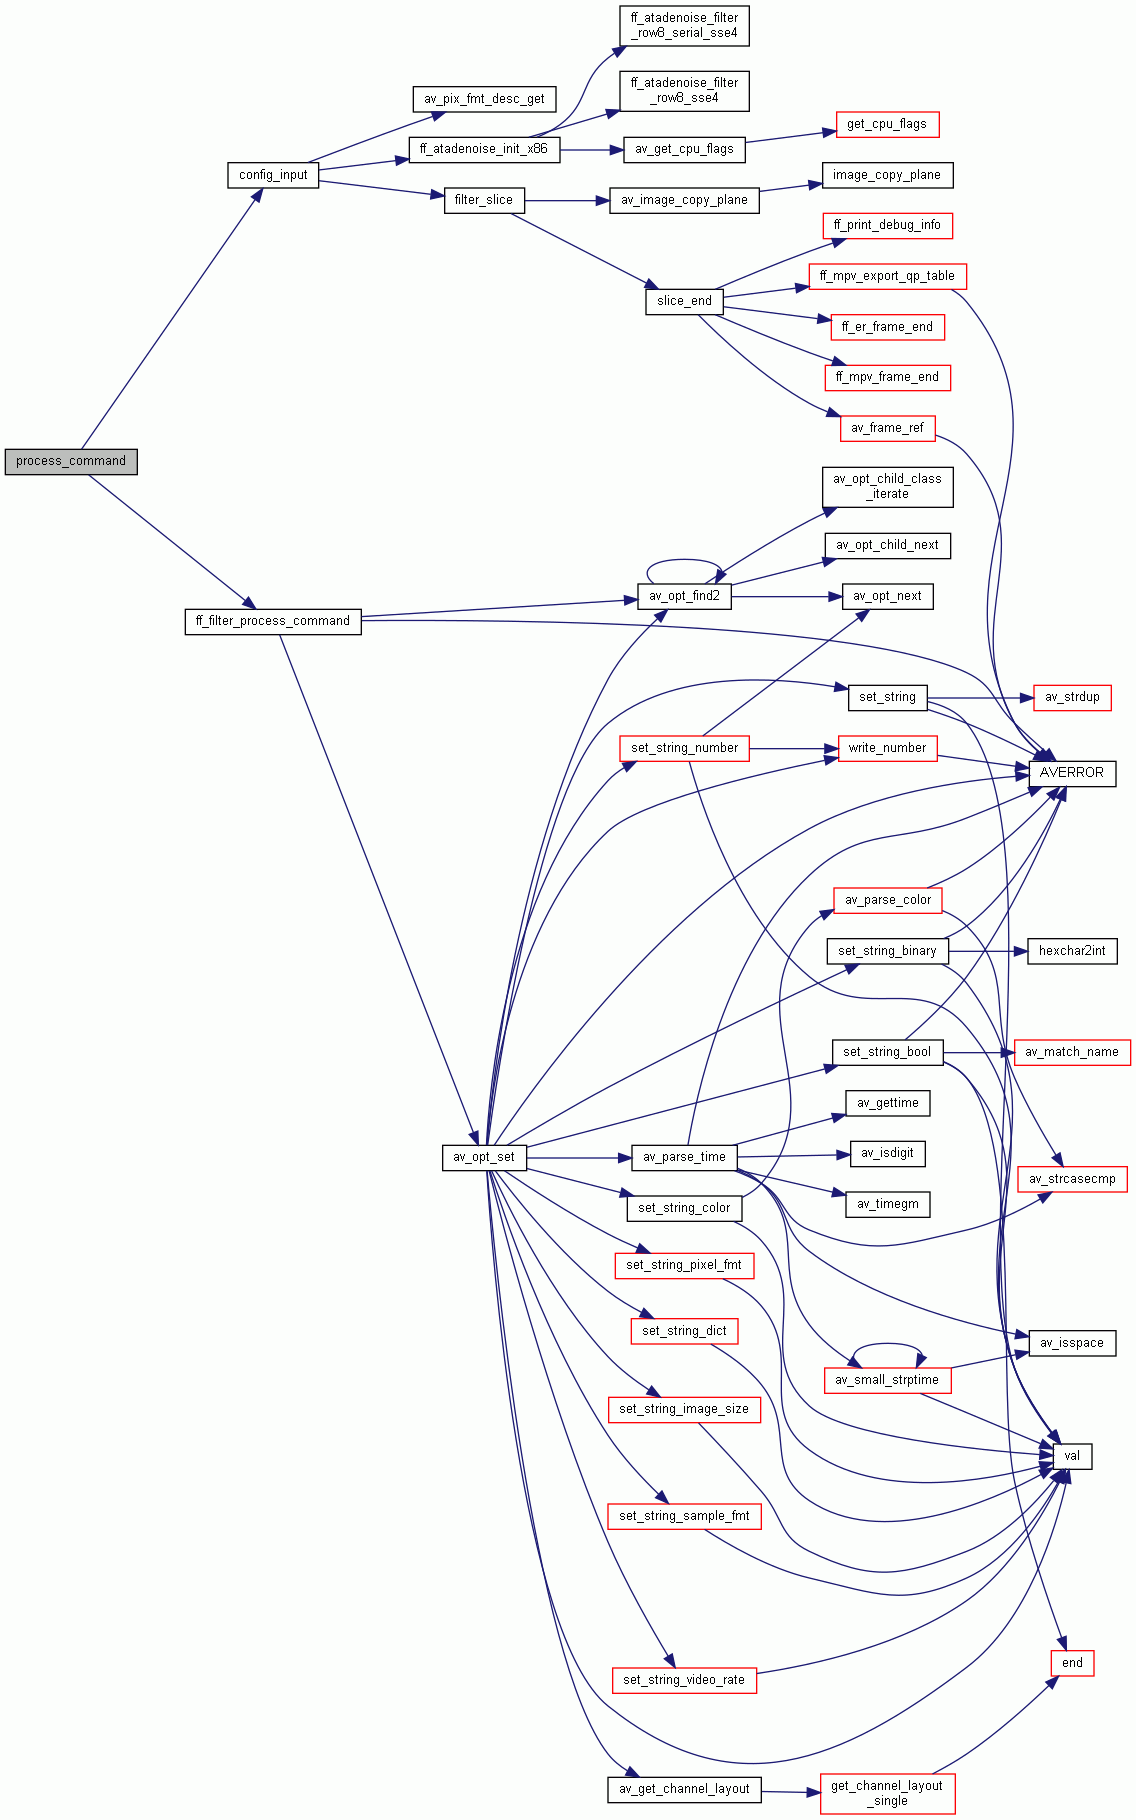 ff_atadenoise_filter
_row8_serial_sse4
ff_atadenoise_filter
_row8_sse4
av_pix_fmt_desc_get
get_cpu_flags
ff_atadenoise_init_x86
av_get_cpu_flags
config_input
image_copy_plane
filter_slice
av_image_copy_plane
ff_print_debug_info
ff_mpv_export_qp_table
slice_end
ff_er_frame_end
ff_mpv_frame_end
av_frame_ref
process_command
av_opt_child_class
_iterate
av_opt_child_next
av_opt_find2
av_opt_next
ff_filter_process_command
set_string
av_strdup
set_string_number
write_number
AVERROR
av_parse_color
set_string_binary
hexchar2int
set_string_bool
av_match_name
av_gettime
av_opt_set
av_parse_time
av_isdigit
av_strcasecmp
set_string_color
av_timegm
set_string_pixel_fmt
set_string_dict
av_isspace
av_small_strptime
set_string_image_size
val
set_string_sample_fmt
end
set_string_video_rate
av_get_channel_layout
get_channel_layout
_single